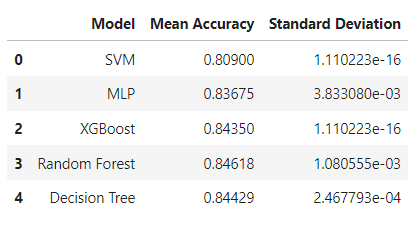 Model Mean Accuracy Standard Deviation
0 SVM 0.80900 1.110223e-16
1 MLP 0.83675 3.833080e-03
2 XGBoost 0.84350 1.110223e-16
3 Random Forest 0.84618 1.080555e-03
4 Decision Tree 0.84429 2.467793e-04